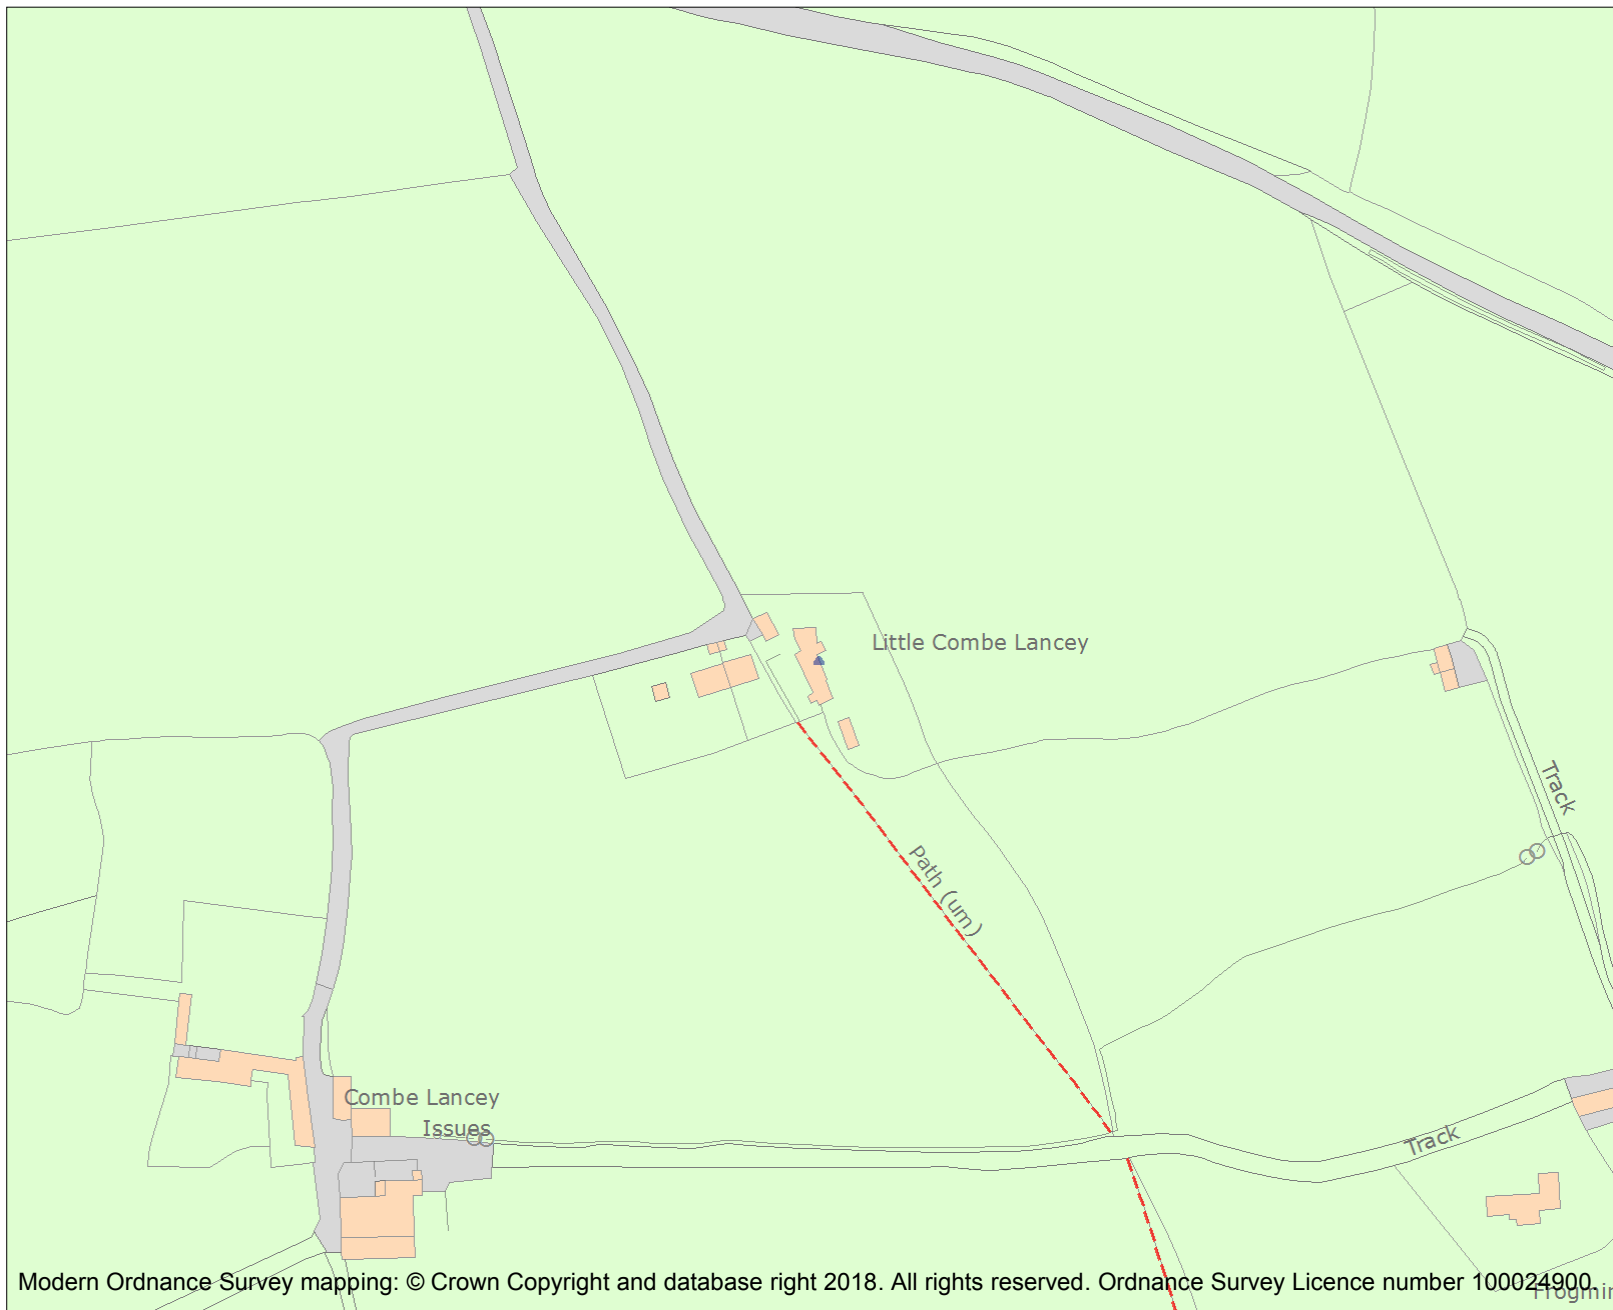 Little Combe Lancey
Track
Path (um)
Combe Lancey
Issues
Track
Modern Ordnance Survey mapping: © Crown Copyright and database right 2018. All rights reserved. Ordnance Survey Licence number 100024900.